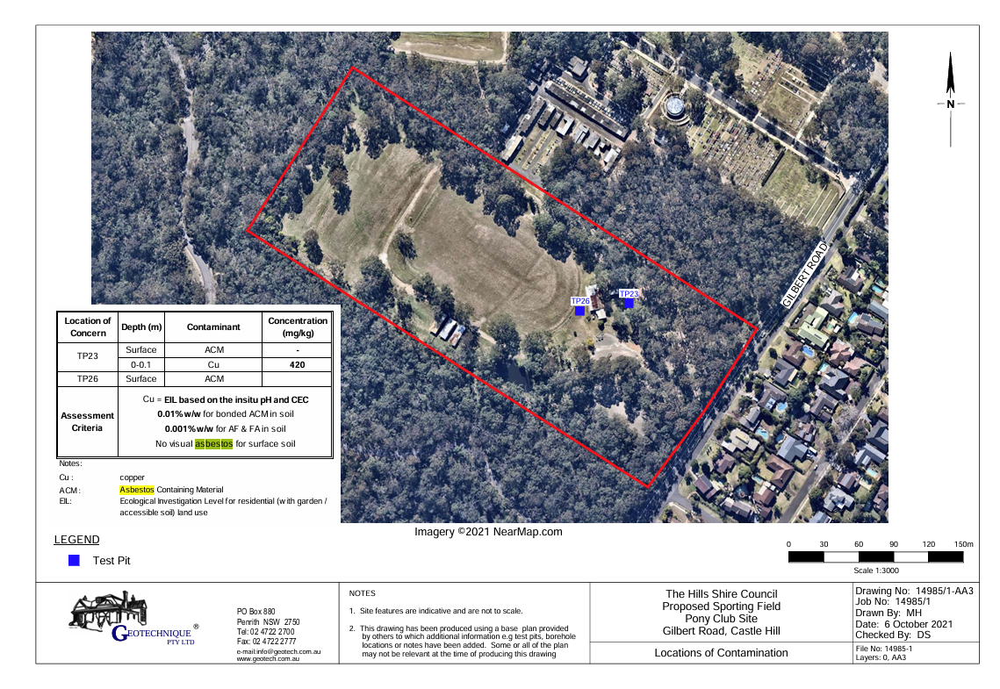 N
GILBERT ROAD
TP23
TP26
Location of Concern Depth (m) Contaminant Concentration (mg/kg)
TP23 Surface ACM -
0-0.1 Cu 420
TP26 Surface ACM
Assessment Criteria
Cu = EIL based on the insitu pH and CEC
0.01% w/w for bonded ACM in soil
0.001% w/w for AF & FA in soil
No visual asbestos for surface soil
Notes:
Cu : copper
ACM : Asbestos Containing Material
EIL: Ecological Investigation Level for residential (with garden /
accessible soil) land use
Imagery ©2021 NearMap.com
LEGEND
Test Pit
0 30 60 90 120 150m
Scale 1:3000
GEOTECHNIQUE ®
PTY LTD
PO Box 880
Penrith NSW 2750
Tel: 02 4722 2700
Fax: 02 4722 2777
e-mail:info@geotech.com.au
www.geotech.com.au
NOTES
1. Site features are indicative and are not to scale.
2. This drawing has been produced using a base plan provided
by others to which additional information e.g test pits, borehole
locations or notes have been added. Some or all of the plan
may not be relevant at the time of producing this drawing
The Hills Shire Council
Proposed Sporting Field
Pony Club Site
Gilbert Road, Castle Hill
Locations of Contamination
Drawing No: 14985/1-AA3
Job No: 14985/1
Drawn By: MH
Date: 6 October 2021
Checked By: DS
File No: 14985-1
Layers: 0, AA3